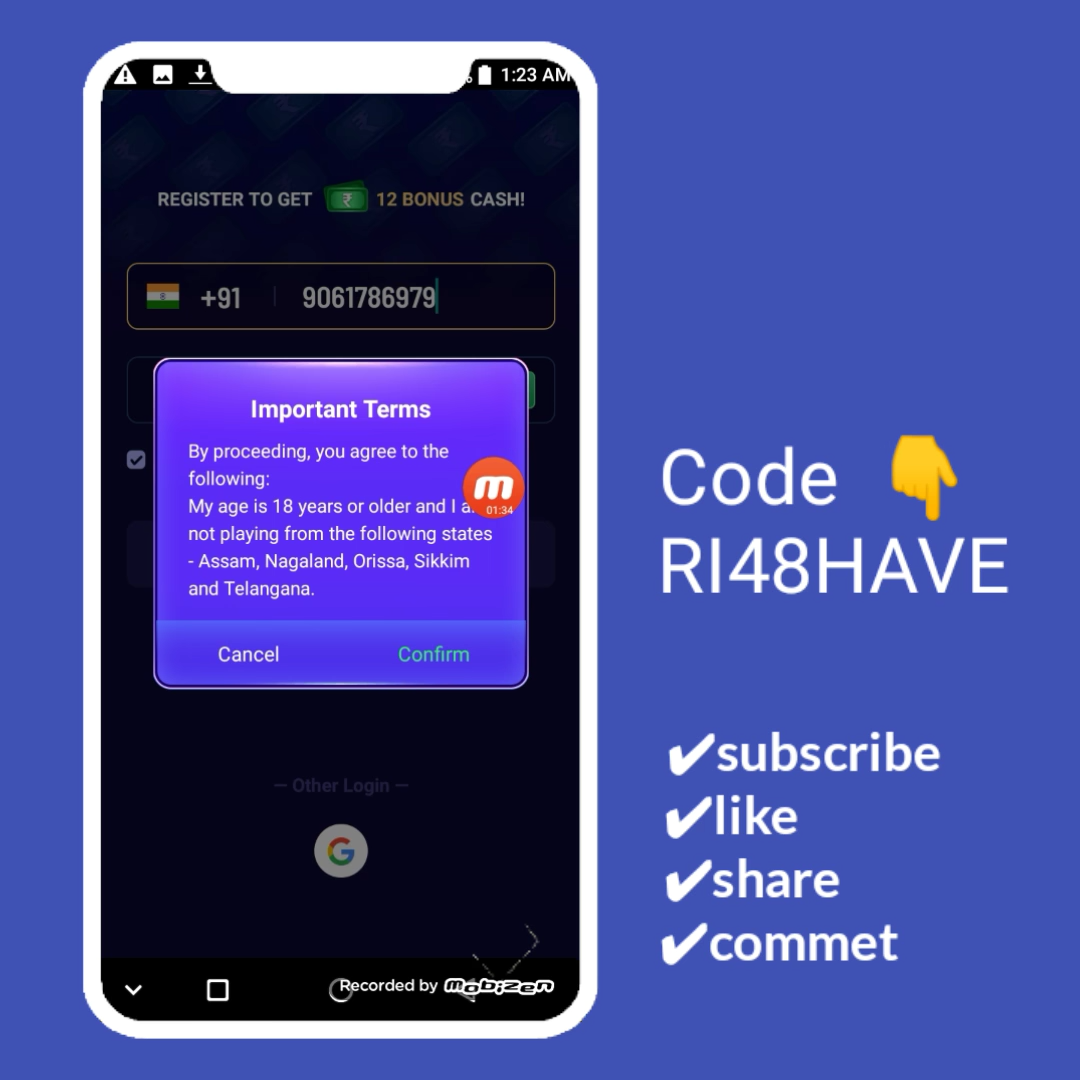 1:23 AM
REGISTER TO GET ₹ 12 BONUS CASH!
+91 9061786979
Important Terms
By proceeding, you agree to the
following:
My age is 18 years or older and I a
not playing from the following states
- Assam, Nagaland, Orissa, Sikkim
and Telangana.
m
01:34
Cancel Confirm
— Other Login —
G
Recorded by mobizen
Code 👇
RI48HAVE
✔subscribe
✔like
✔share
✔commet